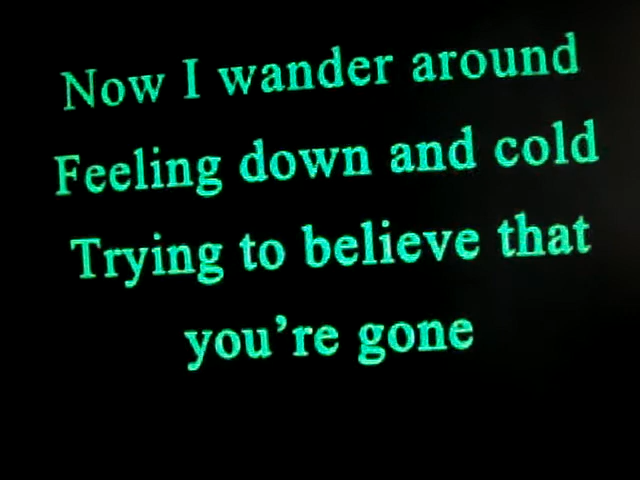 Now I wander around
Feeling down and cold
Trying to believe that
you’re gone